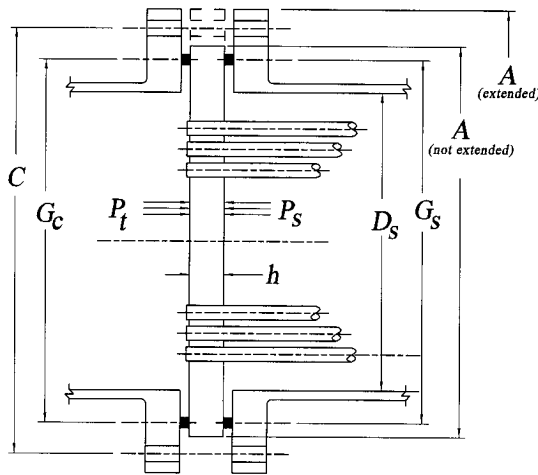 A
(extended)
A
(not extended)
C
G_c
P_t
P_s
D_s
G_s
h